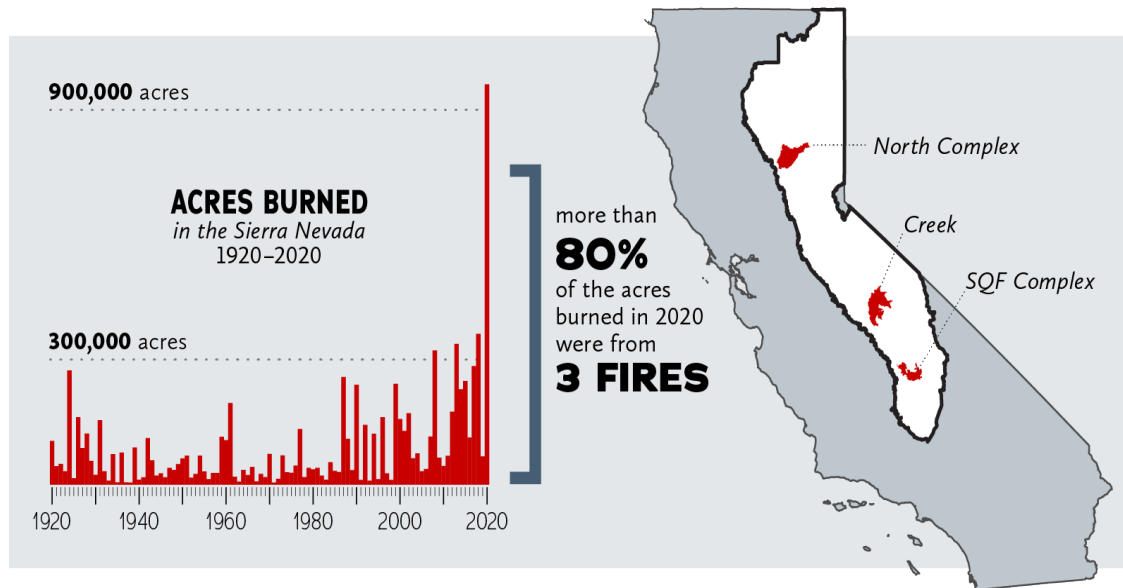 900,000 acres
ACRES BURNED
in the Sierra Nevada
1920–2020
300,000 acres
1920 1940 1960 1980 2000 2020
more than
80%
of the acres
burned in 2020
were from
3 FIRES
North Complex
Creek
SQF Complex